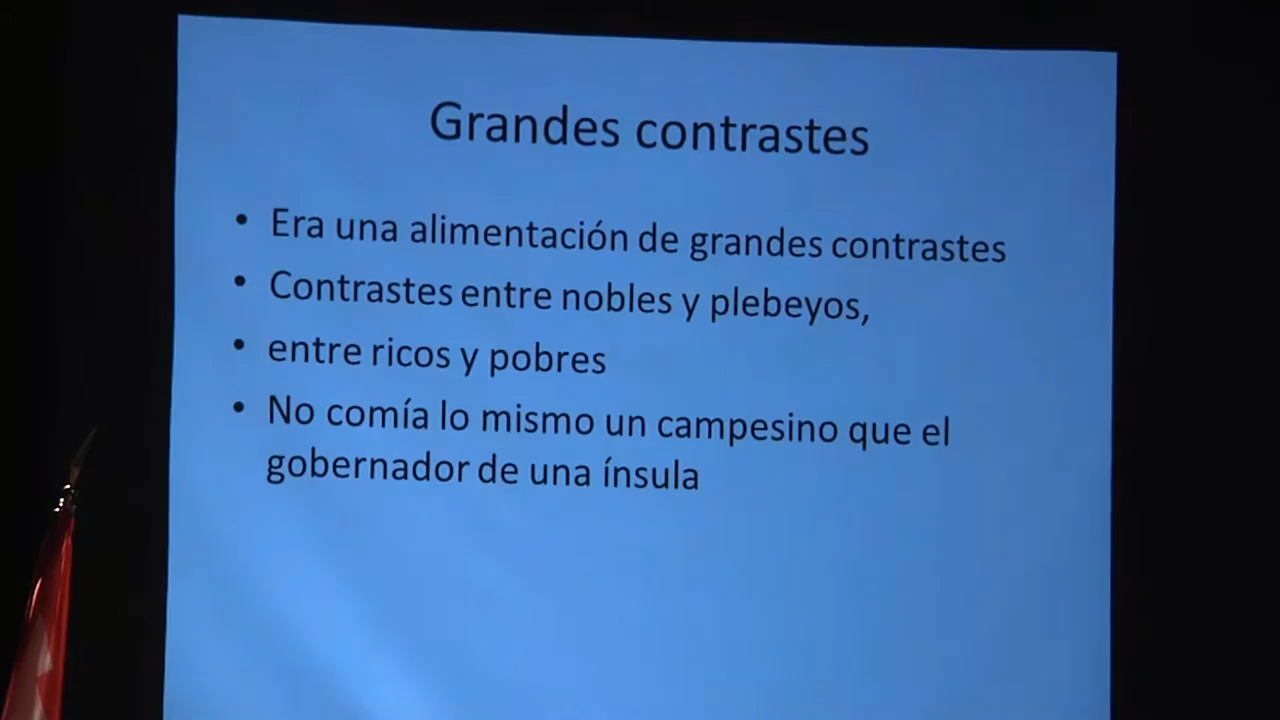 Grandes contrastes
• Era una alimentación de grandes contrastes
• Contrastes entre nobles y plebeyos,
• entre ricos y pobres
• No comía lo mismo un campesino que el
gobernador de una ínsula